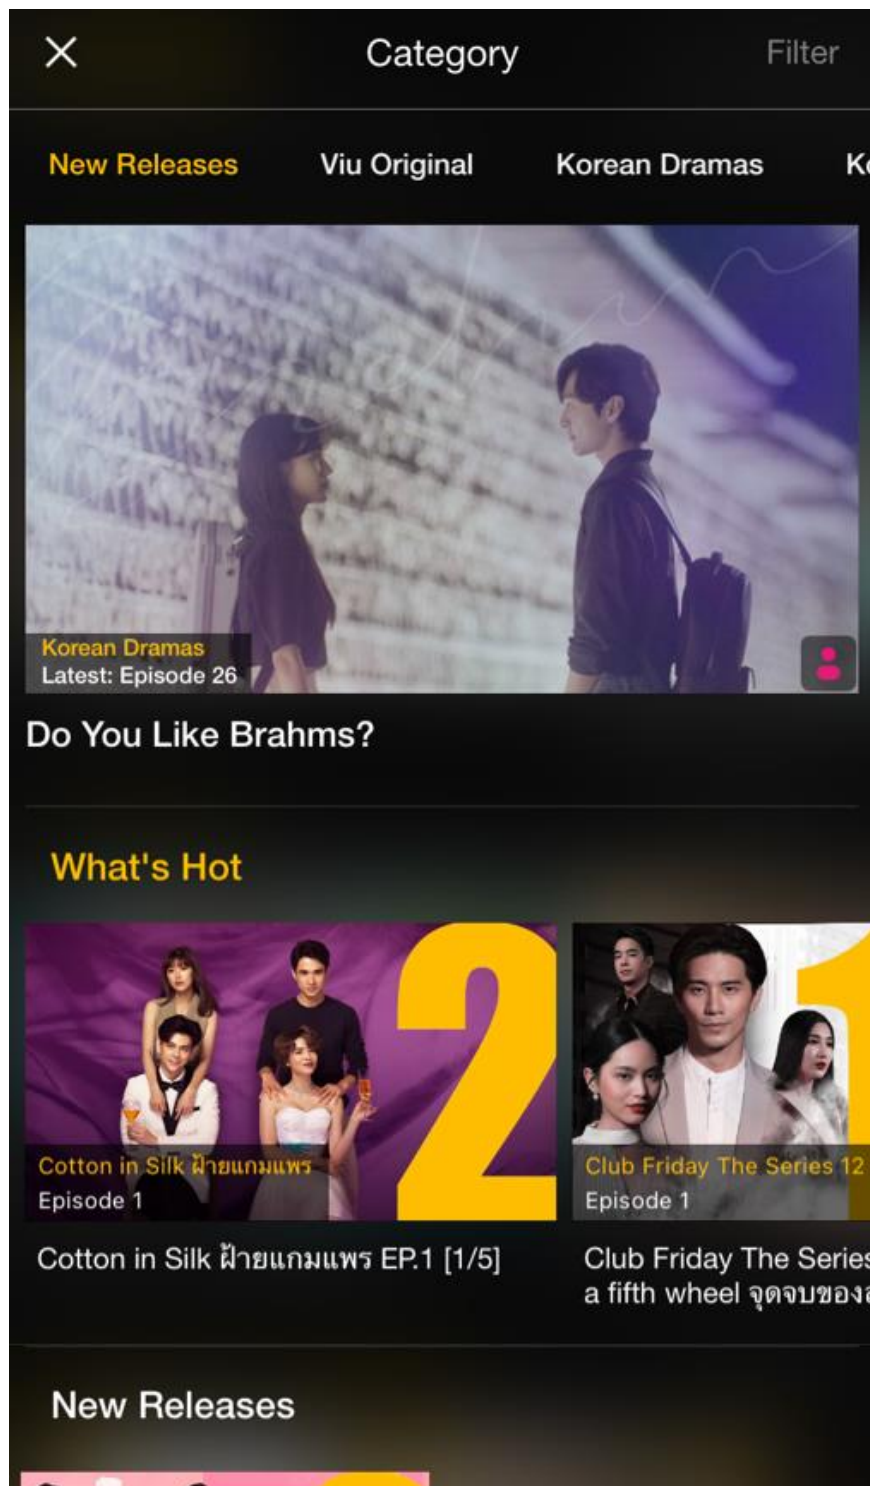 Category
Filter
New Releases
Viu Original
Korean Dramas
Korean Dramas
Latest: Episode 26
Do You Like Brahms?
What's Hot
2
1
Cotton in Silk ฝ้ายแกมแพร
Episode 1
Club Friday The Series 12
Episode 1
Cotton in Silk ฝ้ายแกมแพร EP.1 [1/5]
Club Friday The Series
a fifth wheel จุดจบของ
New Releases